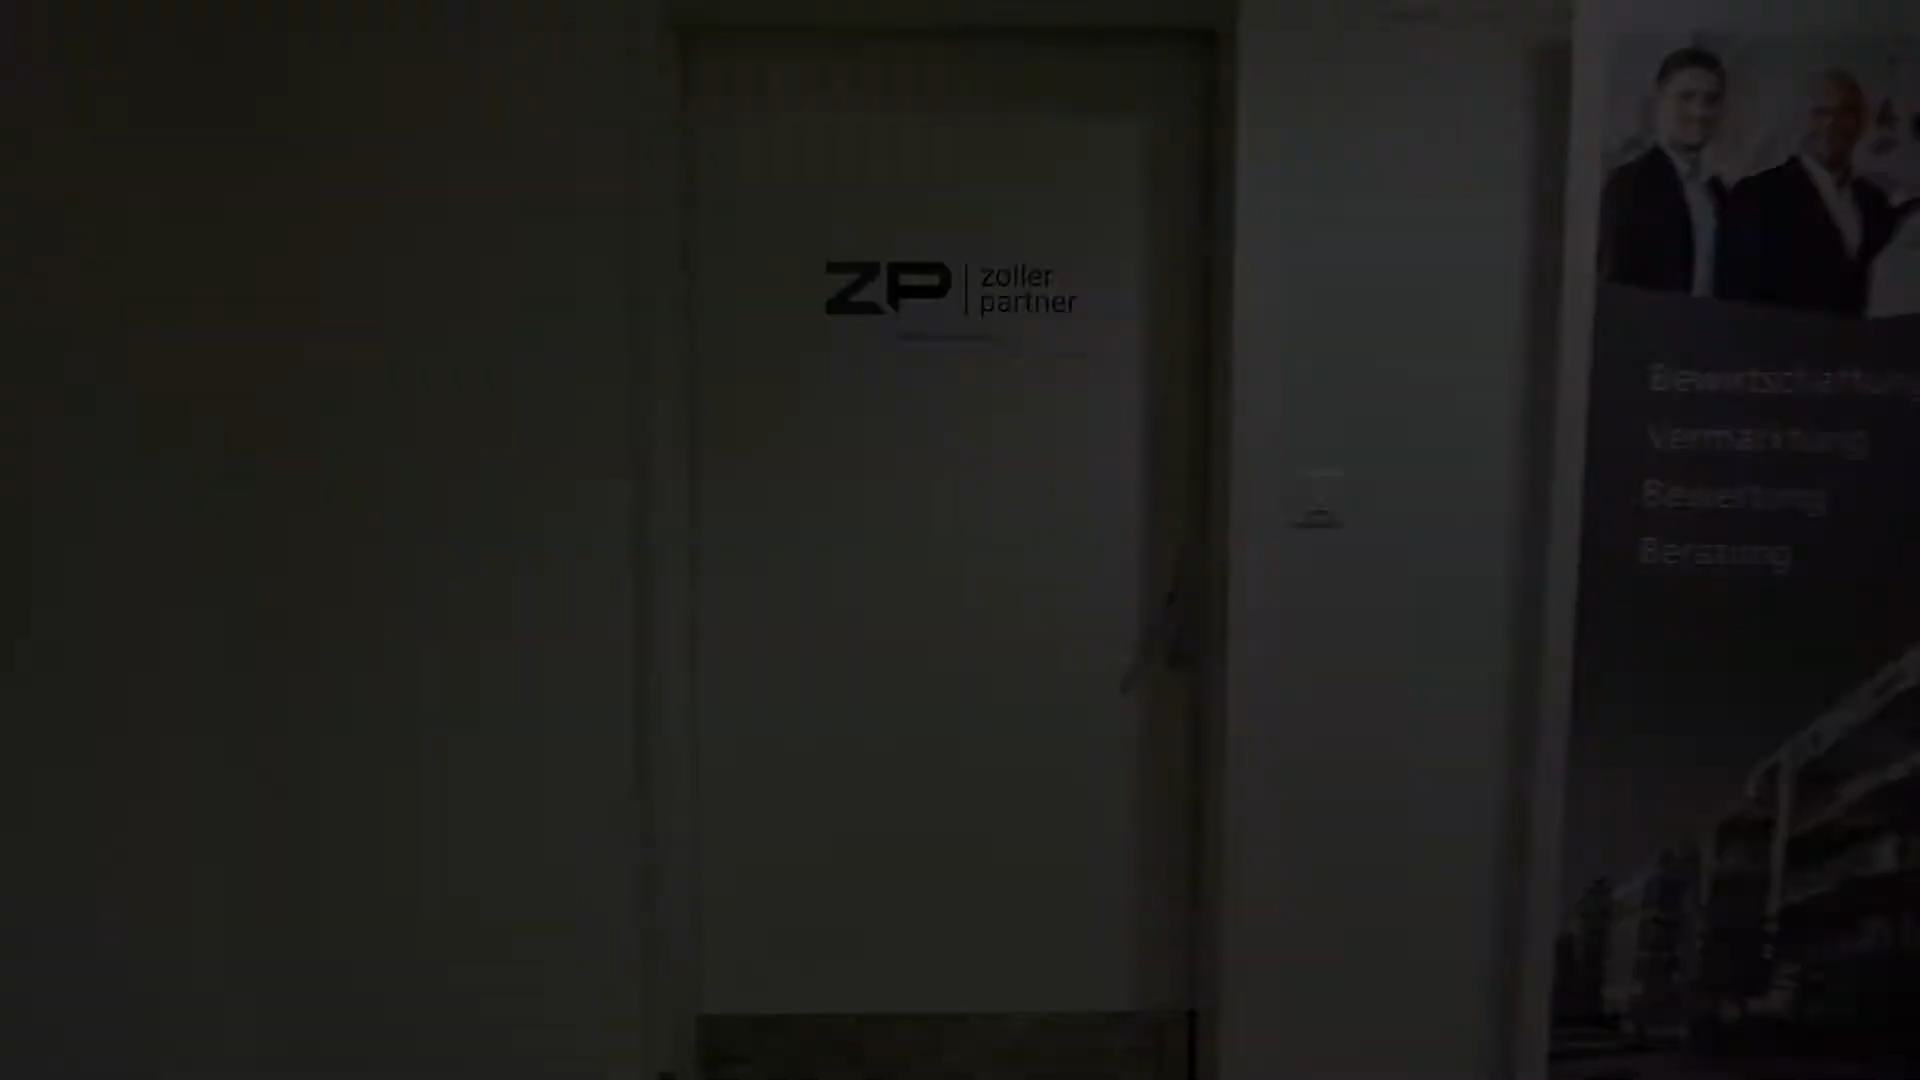 ZP
zoller
partner
Bewirtschaftung
Vermarktung
Bewertung
Beratung